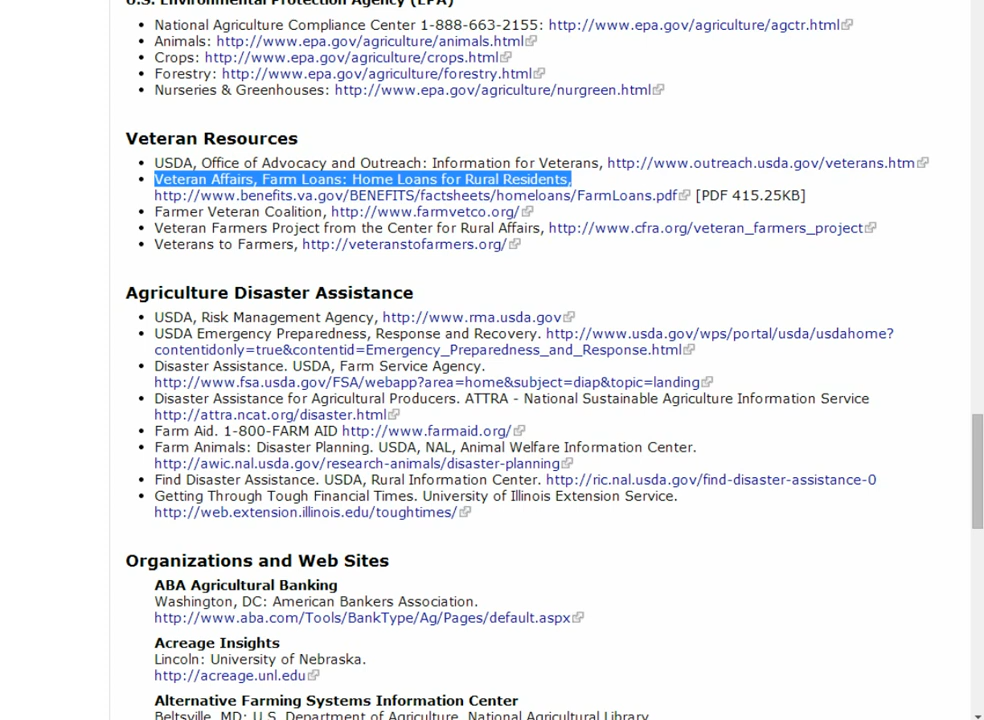 U.S. Environmental Protection Agency (EPA)
• National Agriculture Compliance Center 1-888-663-2155: http://www.epa.gov/agriculture/agctr.html
• Animals: http://www.epa.gov/agriculture/animals.html
• Crops: http://www.epa.gov/agriculture/crops.html
• Forestry: http://www.epa.gov/agriculture/forestry.html
• Nurseries & Greenhouses: http://www.epa.gov/agriculture/nurgreen.html
Veteran Resources
• USDA, Office of Advocacy and Outreach: Information for Veterans, http://www.outreach.usda.gov/veterans.htm
• Veteran Affairs, Farm Loans: Home Loans for Rural Residents,
http://www.benefits.va.gov/BENEFITS/factsheets/homeloans/FarmLoans.pdf [PDF 415.25KB]
• Farmer Veteran Coalition, http://www.farmvetco.org/
• Veteran Farmers Project from the Center for Rural Affairs, http://www.cfra.org/veteran_farmers_project
• Veterans to Farmers, http://veteranstofarmers.org/
Agriculture Disaster Assistance
• USDA, Risk Management Agency, http://www.rma.usda.gov
• USDA Emergency Preparedness, Response and Recovery. http://www.usda.gov/wps/portal/usda/usdahome?
contentidonly=true&contentid=Emergency_Preparedness_and_Response.html
• Disaster Assistance. USDA, Farm Service Agency.
http://www.fsa.usda.gov/FSA/webapp?area=home&subject=diap&topic=landing
• Disaster Assistance for Agricultural Producers. ATTRA - National Sustainable Agriculture Information Service
http://attra.ncat.org/disaster.html
• Farm Aid. 1-800-FARM AID http://www.farmaid.org/
• Farm Animals: Disaster Planning. USDA, NAL, Animal Welfare Information Center.
http://awic.nal.usda.gov/research-animals/disaster-planning
• Find Disaster Assistance. USDA, Rural Information Center. http://ric.nal.usda.gov/find-disaster-assistance-0
• Getting Through Tough Financial Times. University of Illinois Extension Service.
http://web.extension.illinois.edu/toughtimes/
Organizations and Web Sites
ABA Agricultural Banking
Washington, DC: American Bankers Association.
http://www.aba.com/Tools/BankType/Ag/Pages/default.aspx
Acreage Insights
Lincoln: University of Nebraska.
http://acreage.unl.edu
Alternative Farming Systems Information Center
Beltsville, MD: U.S. Department of Agriculture, National Agricultural Library